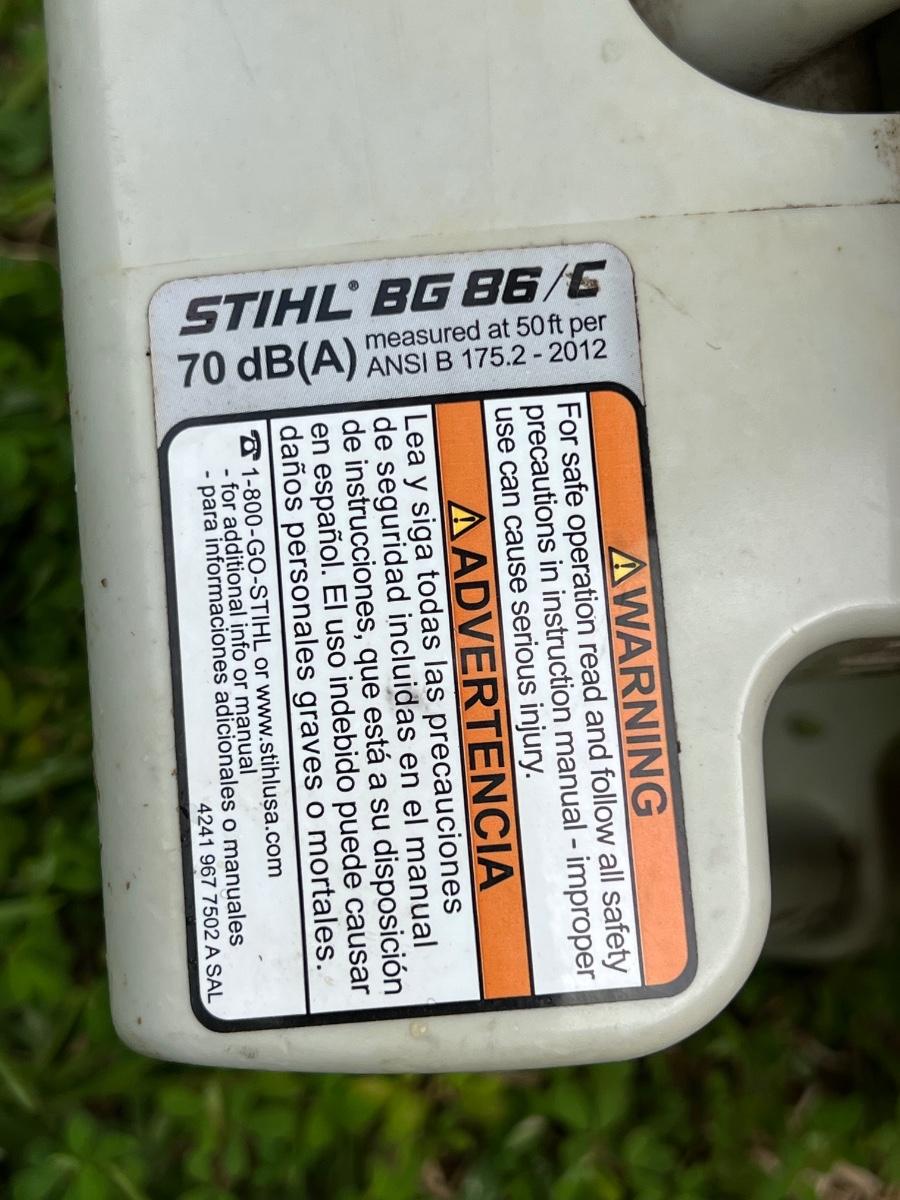 STIHL® BG 86/C
70 dB(A) measured at 50 ft per
ANSI B 175.2 - 2012
⚠WARNING
For safe operation read and follow all safety
precautions in instruction manual - improper
use can cause serious injury.
⚠ADVERTENCIA
Lea y siga todas las precauciones
de seguridad incluidas en el manual
de instrucciones, que está a su disposición
en español. El uso indebido puede causar
daños personales graves o mortales.
☎ 1-800-GO-STIHL or www.stihlusa.com
- for additional info or manual
- para informaciones adicionales o manuales
4241 967 7502 A SAL